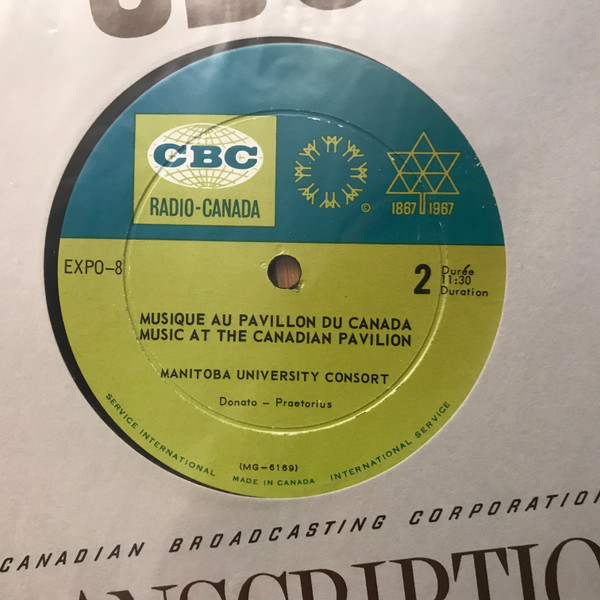 CBC
RADIO-CANADA
©
1867 1967
EXPO-8
2
Durée
11:30
Duration
MUSIQUE AU PAVILLON DU CANADA
MUSIC AT THE CANADIAN PAVILION
MANITOBA UNIVERSITY CONSORT
Donato - Praetorius
SERVICE INTERNATIONAL
(MG-6169)
MADE IN CANADA
INTERNATIONAL SERVICE
CANADIAN BROADCASTING CORPORATION